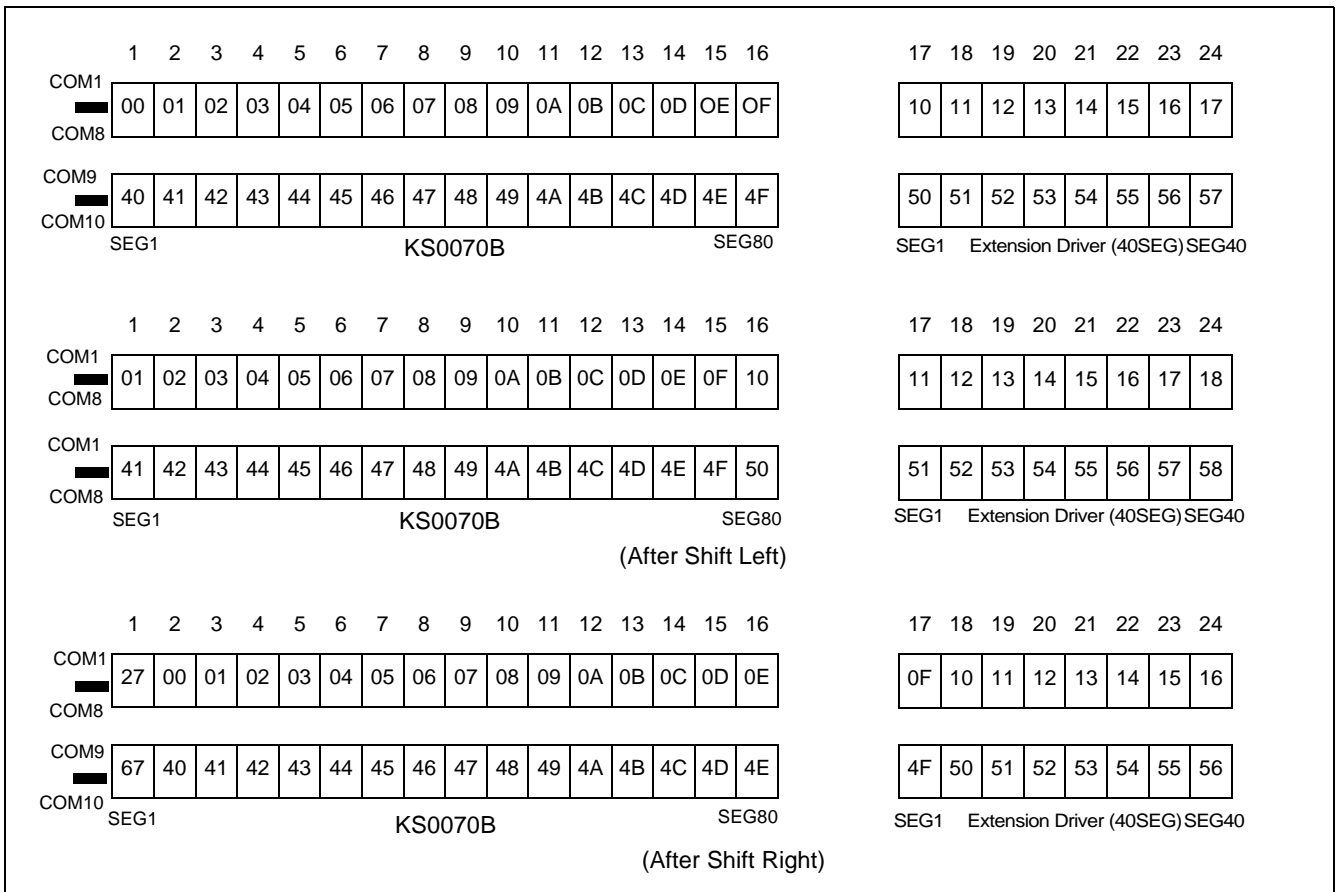 1 2 3 4 5 6 7 8 9 10 11 12 13 14 15 16 17 18 19 20 21 22 23 24
COM1
00 01 02 03 04 05 06 07 08 09 0A 0B 0C 0D OE OF 10 11 12 13 14 15 16 17
COM8
COM9
40 41 42 43 44 45 46 47 48 49 4A 4B 4C 4D 4E 4F 50 51 52 53 54 55 56 57
COM10
SEG1 KS0070B SEG80 SEG1 Extension Driver (40SEG) SEG40
1 2 3 4 5 6 7 8 9 10 11 12 13 14 15 16 17 18 19 20 21 22 23 24
COM1
01 02 03 04 05 06 07 08 09 0A 0B 0C 0D 0E 0F 10 11 12 13 14 15 16 17 18
COM8
COM1
41 42 43 44 45 46 47 48 49 4A 4B 4C 4D 4E 4F 50 51 52 53 54 55 56 57 58
COM8
SEG1 KS0070B SEG80 SEG1 Extension Driver (40SEG) SEG40
(After Shift Left)
1 2 3 4 5 6 7 8 9 10 11 12 13 14 15 16 17 18 19 20 21 22 23 24
COM1
27 00 01 02 03 04 05 06 07 08 09 0A 0B 0C 0D 0E 0F 10 11 12 13 14 15 16
COM8
COM9
67 40 41 42 43 44 45 46 47 48 49 4A 4B 4C 4D 4E 4F 50 51 52 53 54 55 56
COM10
SEG1 KS0070B SEG80 SEG1 Extension Driver (40SEG) SEG40
(After Shift Right)